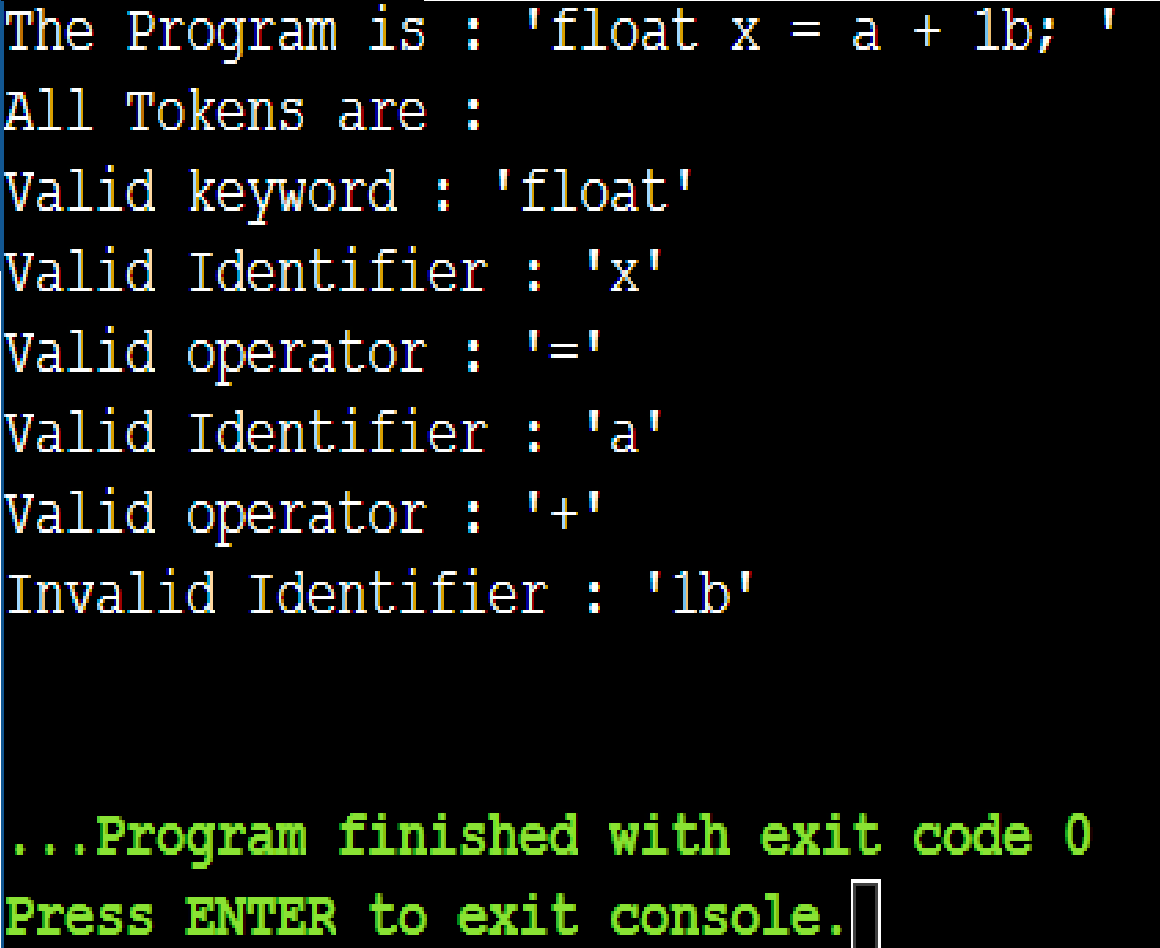 The Program is : 'float x = a + 1b; '
All Tokens are :
Valid keyword : 'float'
Valid Identifier : 'x'
Valid operator : '='
Valid Identifier : 'a'
Valid operator : '+'
Invalid Identifier : '1b'
...Program finished with exit code 0
Press ENTER to exit console.